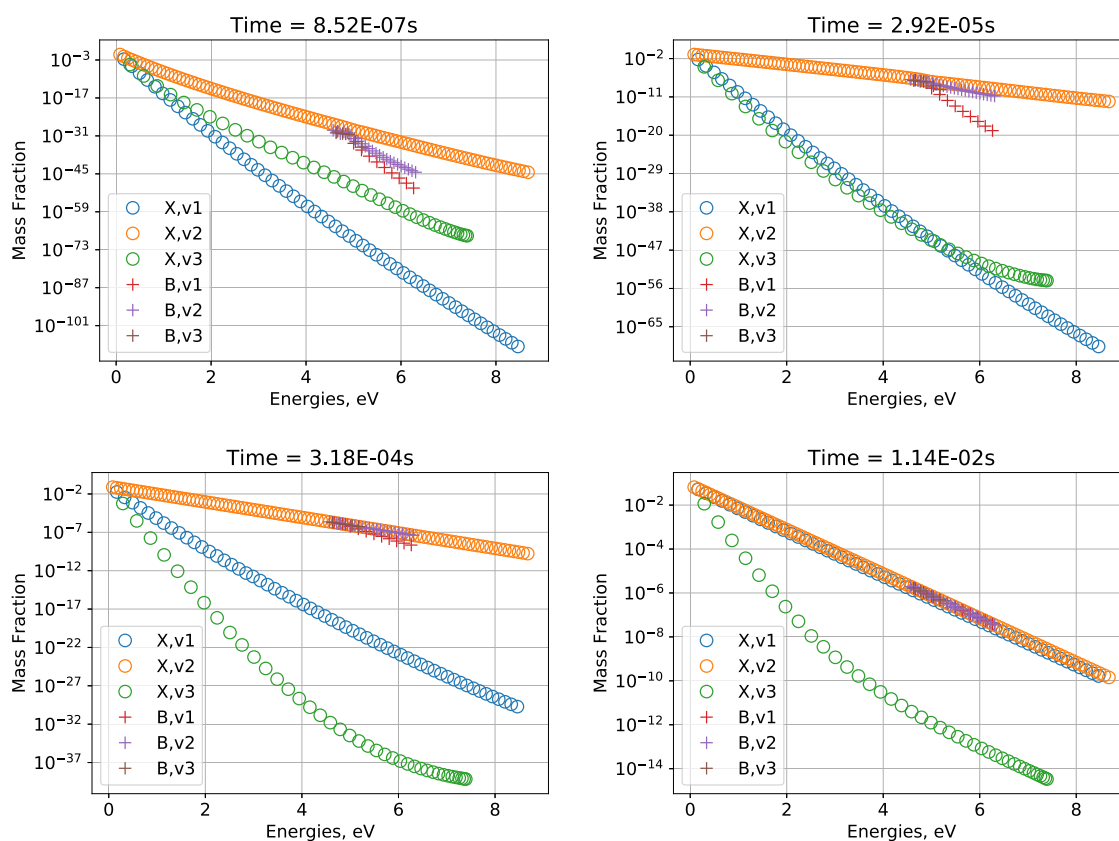 Time = 8.52E-07s
10⁻³
10⁻¹⁷
10⁻³¹
10⁻⁴⁵
10⁻⁵⁹
10⁻⁷³
10⁻⁸⁷
10⁻¹⁰¹
Mass Fraction
X,v1
X,v2
X,v3
B,v1
B,v2
B,v3
0 2 4 6 8
Energies, eV
Time = 2.92E-05s
10⁻²
10⁻¹¹
10⁻²⁰
10⁻²⁹
10⁻³⁸
10⁻⁴⁷
10⁻⁵⁶
10⁻⁶⁵
Mass Fraction
X,v1
X,v2
X,v3
B,v1
B,v2
B,v3
0 2 4 6 8
Energies, eV
Time = 3.18E-04s
10⁻²
10⁻⁷
10⁻¹²
10⁻¹⁷
10⁻²²
10⁻²⁷
10⁻³²
10⁻³⁷
Mass Fraction
X,v1
X,v2
X,v3
B,v1
B,v2
B,v3
0 2 4 6 8
Energies, eV
Time = 1.14E-02s
10⁻²
10⁻⁴
10⁻⁶
10⁻⁸
10⁻¹⁰
10⁻¹²
10⁻¹⁴
Mass Fraction
X,v1
X,v2
X,v3
B,v1
B,v2
B,v3
0 2 4 6 8
Energies, eV